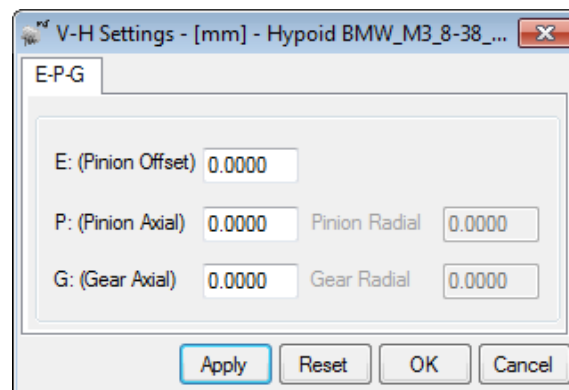 V-H Settings - [mm] - Hypoid BMW_M3_8-38_...
E-P-G
E: (Pinion Offset) 0.0000
P: (Pinion Axial) 0.0000 Pinion Radial 0.0000
G: (Gear Axial) 0.0000 Gear Radial 0.0000
Apply Reset OK Cancel